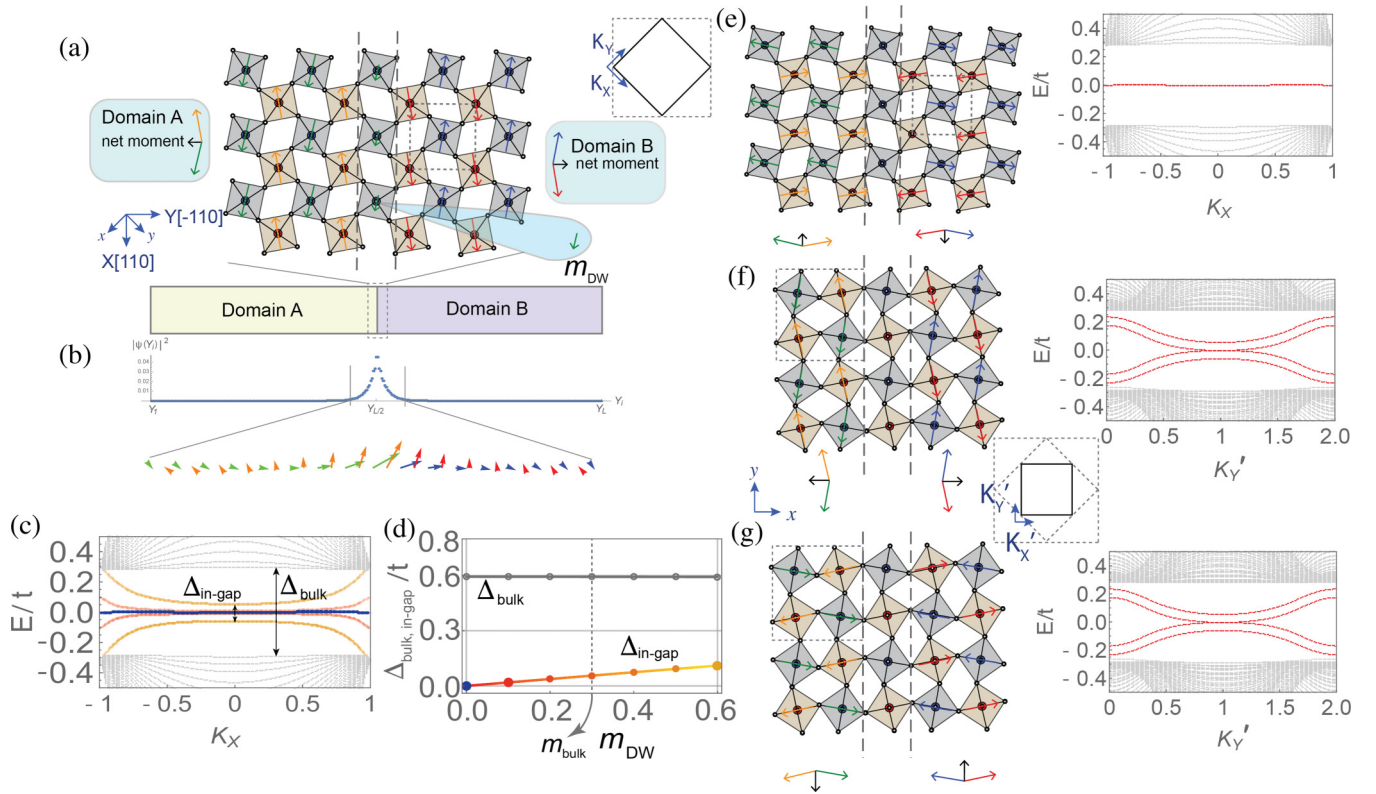 (a)
K_Y
K_X
Domain A
net moment
Domain B
net moment
Y[-110]
x
y
X[110]
m_DW
Domain A
Domain B
(b)
|ψ(Y_i)|²
0.04
0.03
0.02
0.01
Y_1
Y_L/2
Y_L
Y_i
(c)
E/t
0.4
0.2
0.0
-0.2
-0.4
Δ_in-gap
Δ_bulk
-1
-0.5
0
0.5
1
K_X
(d)
Δ_bulk, in-gap /t
0.8
0.6
0.3
0.0
Δ_bulk
Δ_in-gap
0.0
0.2
0.4
0.6
m_bulk
m_DW
(e)
E/t
0.4
0.2
0.0
-0.2
-0.4
-1
-0.5
0
0.5
1
K_X
(f)
y
x
E/t
0.4
0.2
0.0
-0.2
-0.4
0
0.5
1
1.5
2.0
K_Y'
K_Y'
K_X'
(g)
E/t
0.4
0.2
0.0
-0.2
-0.4
0
0.5
1
1.5
2.0
K_Y'